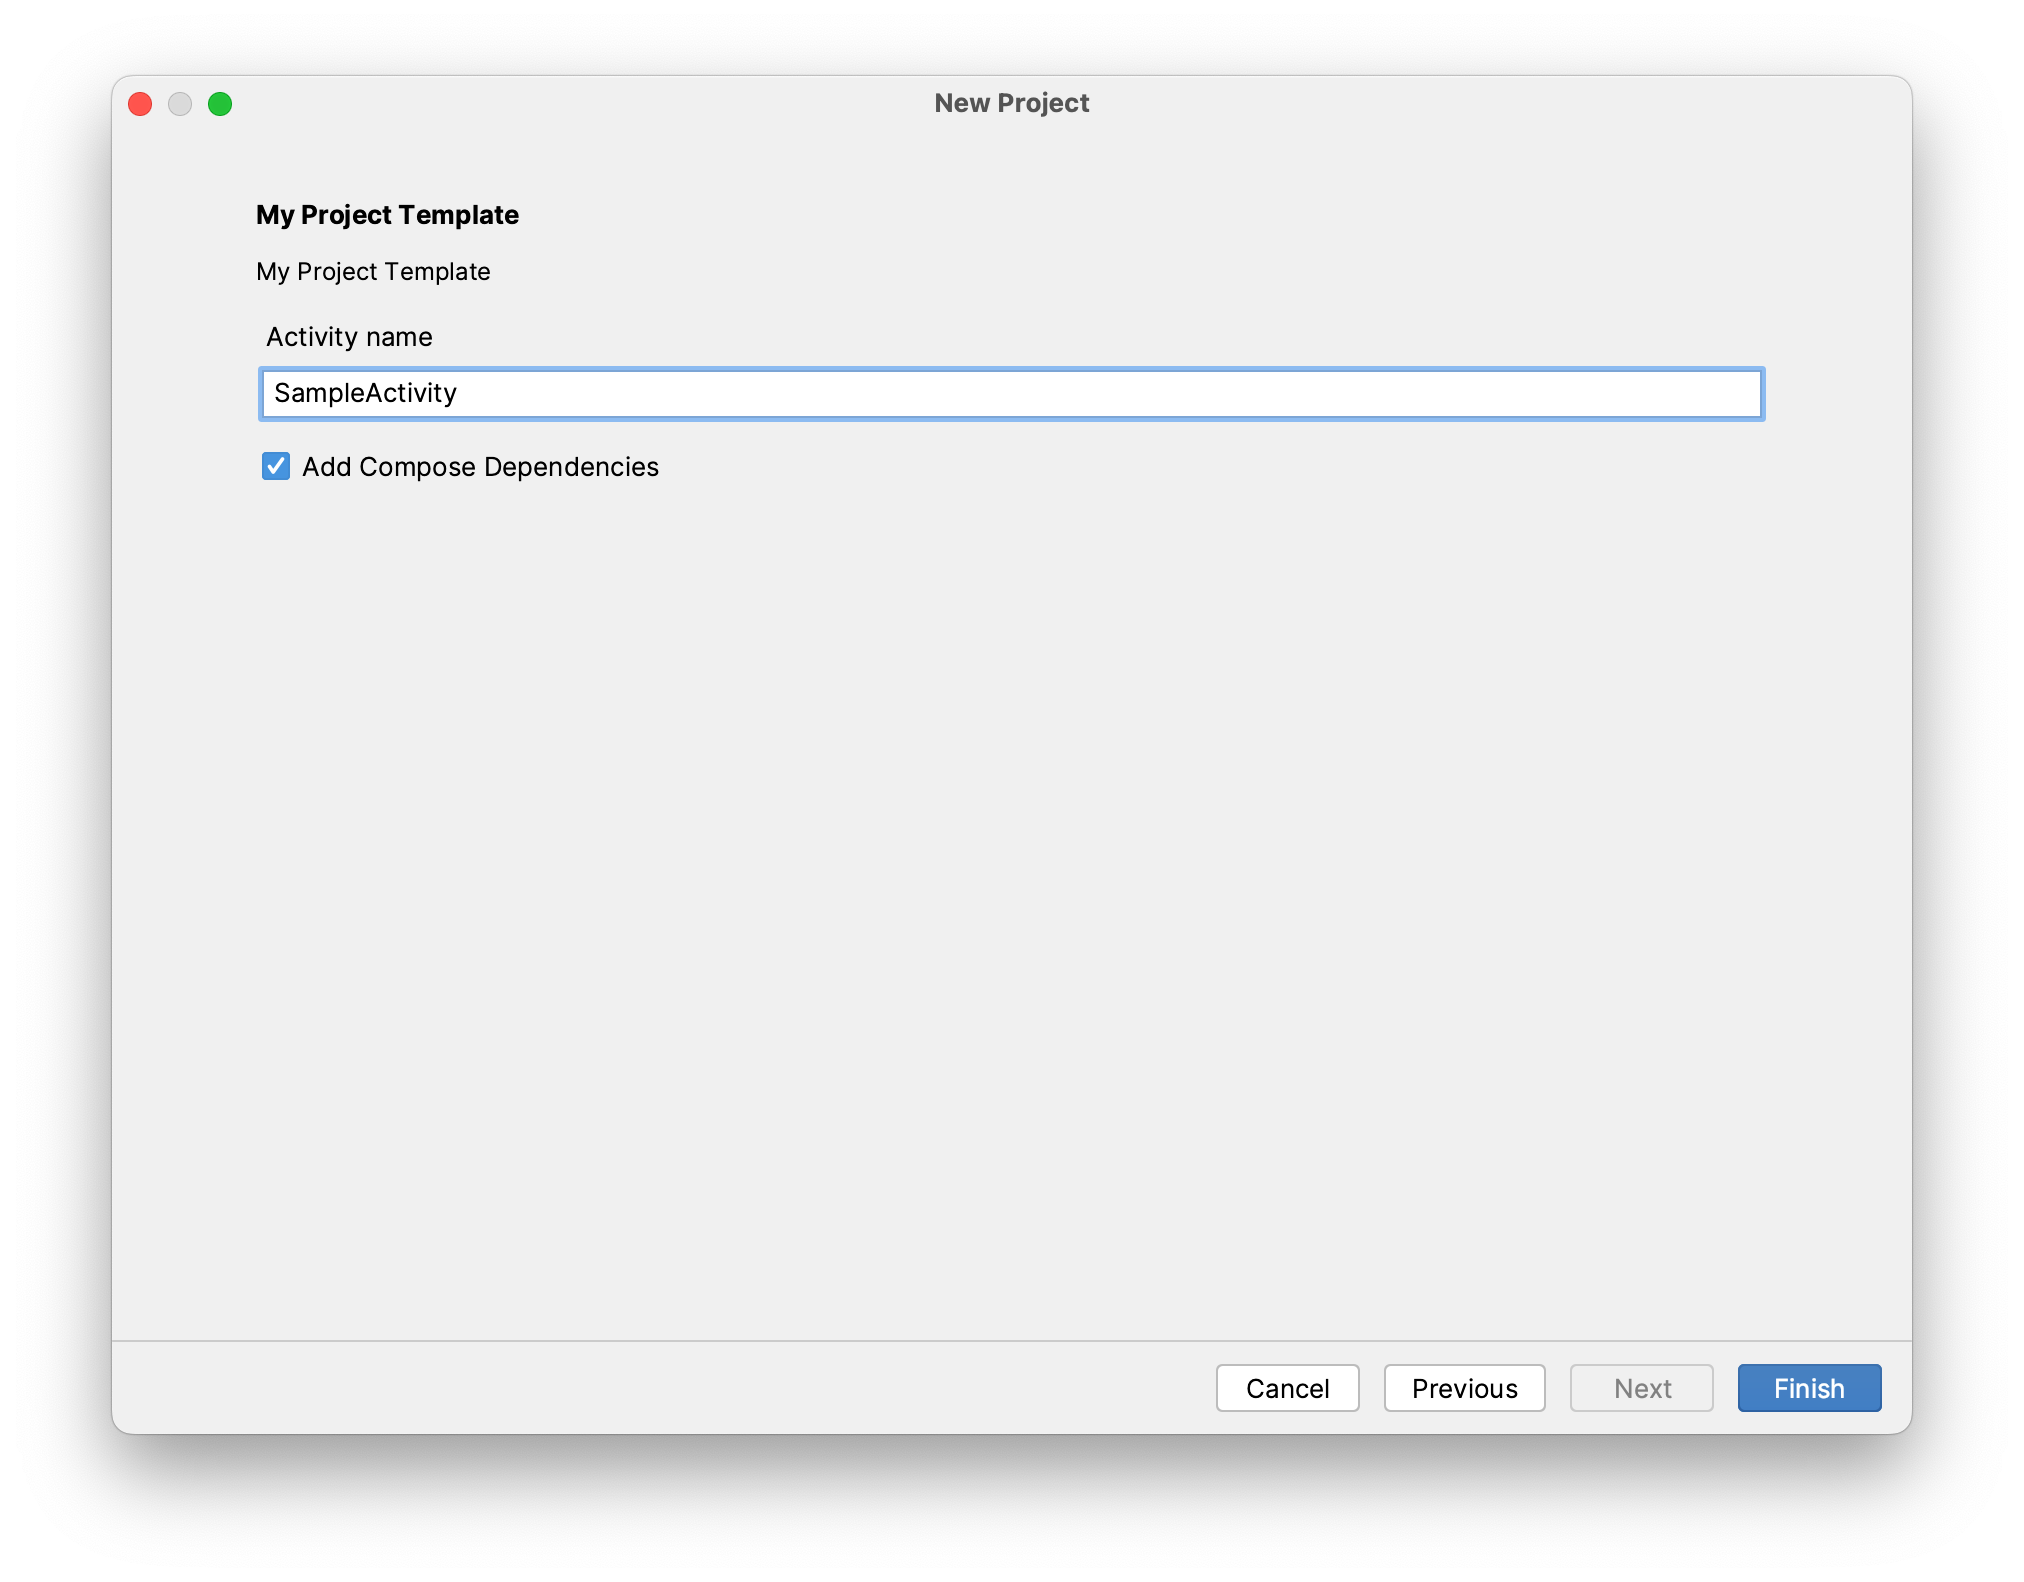 New Project
My Project Template
My Project Template
Activity name
SampleActivity
Add Compose Dependencies
Cancel Previous Next Finish